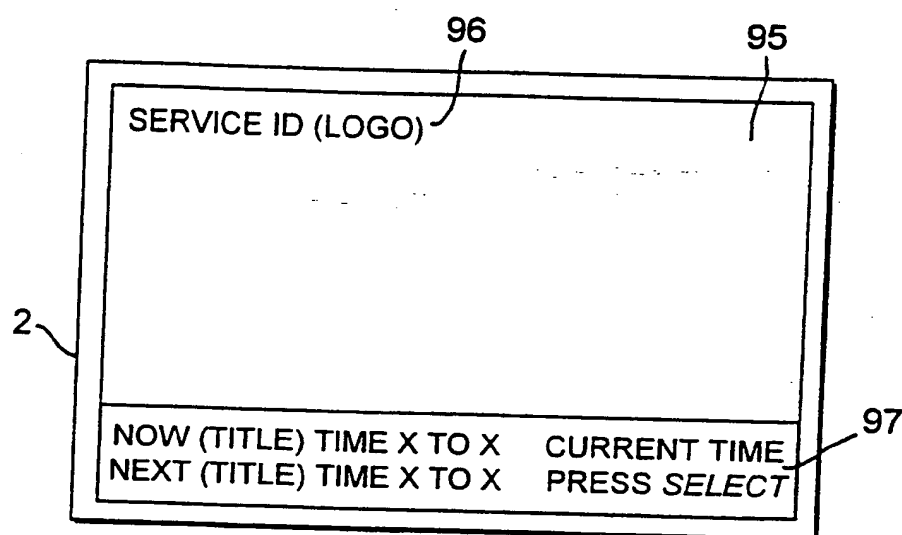 96
95
SERVICE ID (LOGO)
2
NOW (TITLE) TIME X TO X CURRENT TIME
97
NEXT (TITLE) TIME X TO X PRESS SELECT